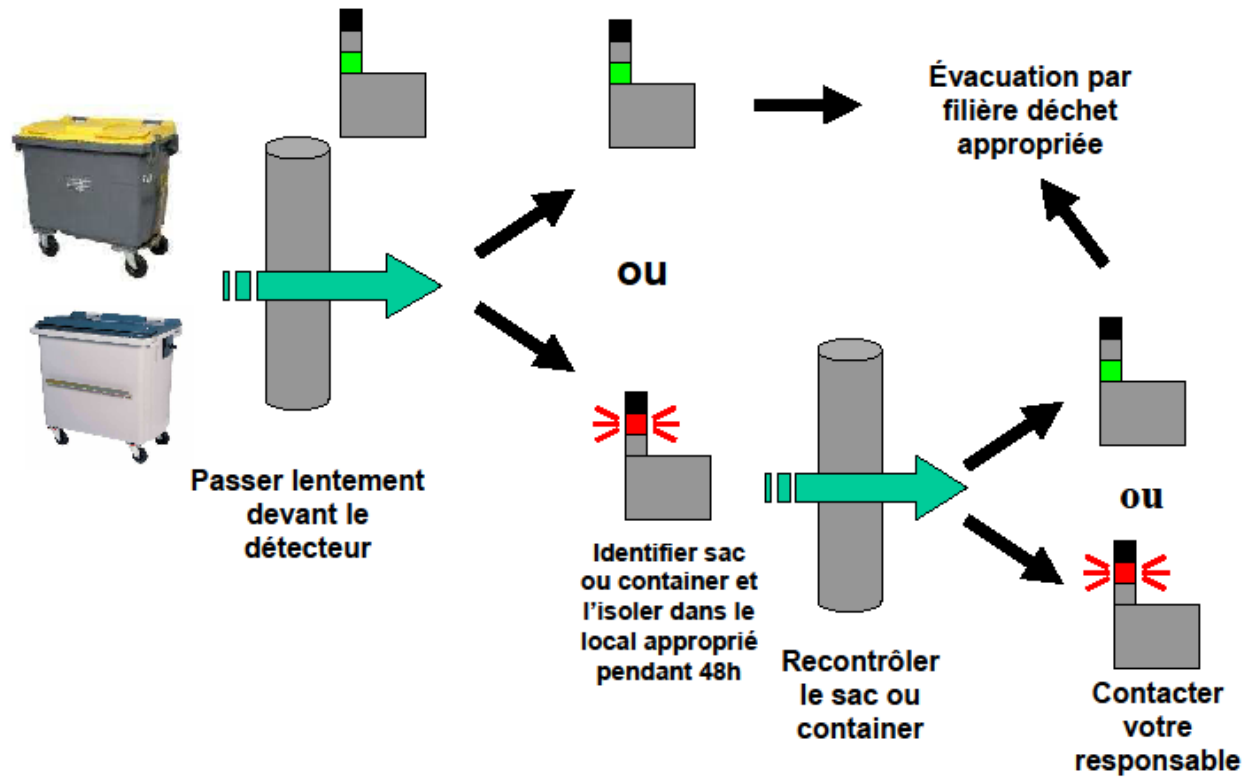 Évacuation par
filière déchet
appropriée
ou
Passer lentement
devant le
détecteur
Identifier sac
ou container et
l'isoler dans le
local approprié
pendant 48h
Recontrôler
le sac ou
container
ou
Contacter
votre
responsable